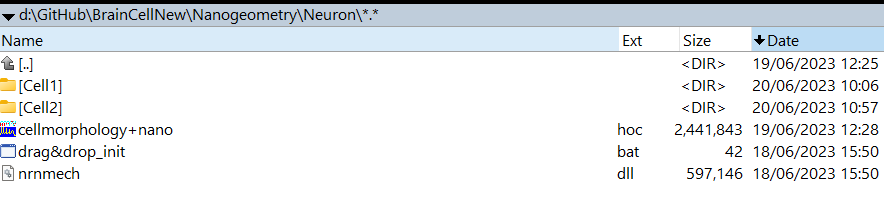 d:\GitHub\BrainCellNew\Nanogeometry\Neuron\*.*
Name Ext Size Date
[..] <DIR> 19/06/2023 12:25
[Cell1] <DIR> 20/06/2023 10:06
[Cell2] <DIR> 20/06/2023 10:57
cellmorphology+nano hoc 2,441,843 19/06/2023 12:28
drag&drop_init bat 42 18/06/2023 15:50
nrnmech dll 597,146 18/06/2023 15:50